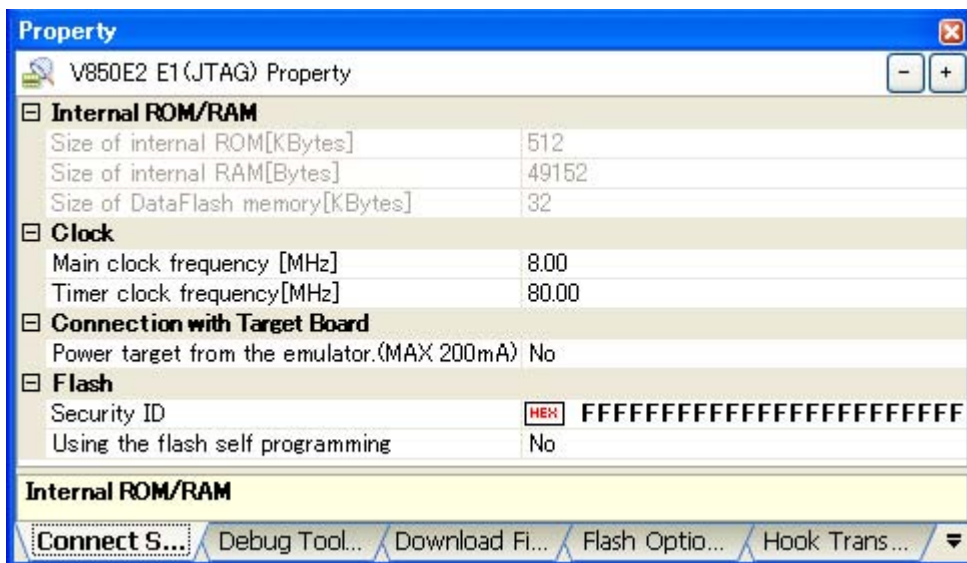 Property
V850E2 E1(JTAG) Property
- +
Internal ROM/RAM
Size of internal ROM[KBytes] 512
Size of internal RAM[Bytes] 49152
Size of DataFlash memory[KBytes] 32
Clock
Main clock frequency [MHz] 8.00
Timer clock frequency[MHz] 80.00
Connection with Target Board
Power target from the emulator.(MAX 200mA) No
Flash
Security ID HEX FFFFFFFFFFFFFFFFFFFFFFFF
Using the flash self programming No
Internal ROM/RAM
Connect S... Debug Tool... Download Fi... Flash Optio... Hook Trans...